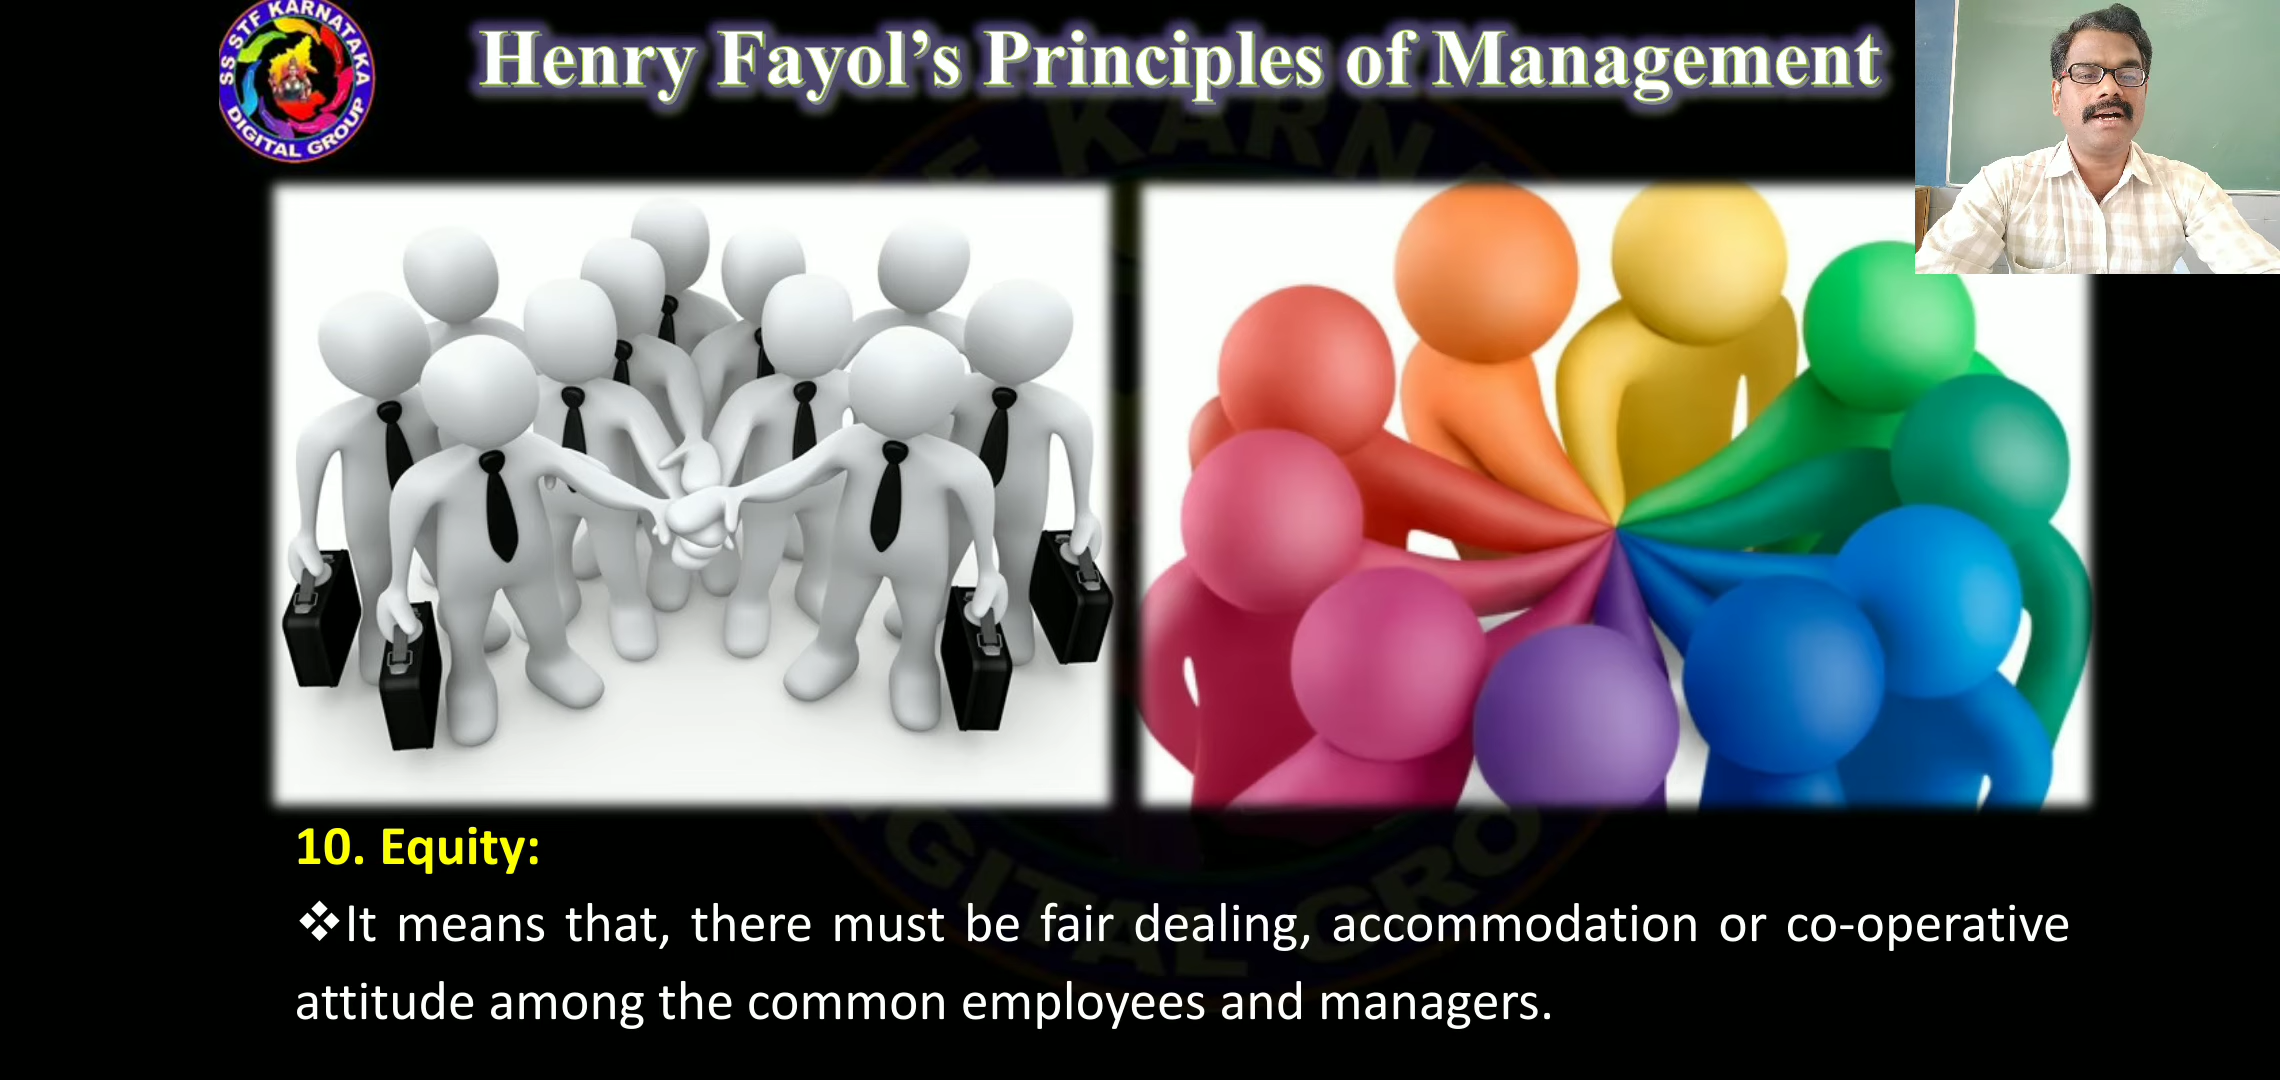 SS STF KARNATAKA
DIGITAL GROUP
Henry Fayol’s Principles of Management
10. Equity:
❖It means that, there must be fair dealing, accommodation or co-operative
attitude among the common employees and managers.